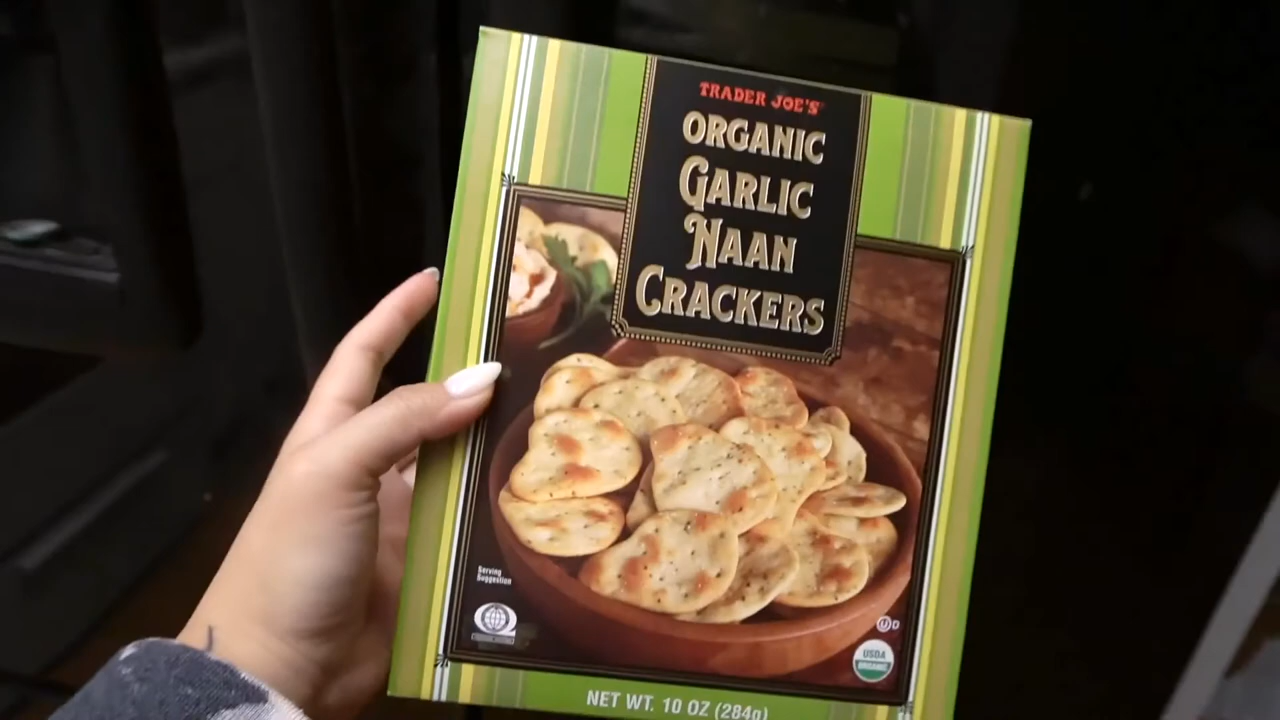 TRADER JOE'S
ORGANIC
GARLIC
NAAN
CRACKERS
Serving
Suggestion
U D
USDA
ORGANIC
NET WT. 10 OZ (284g)